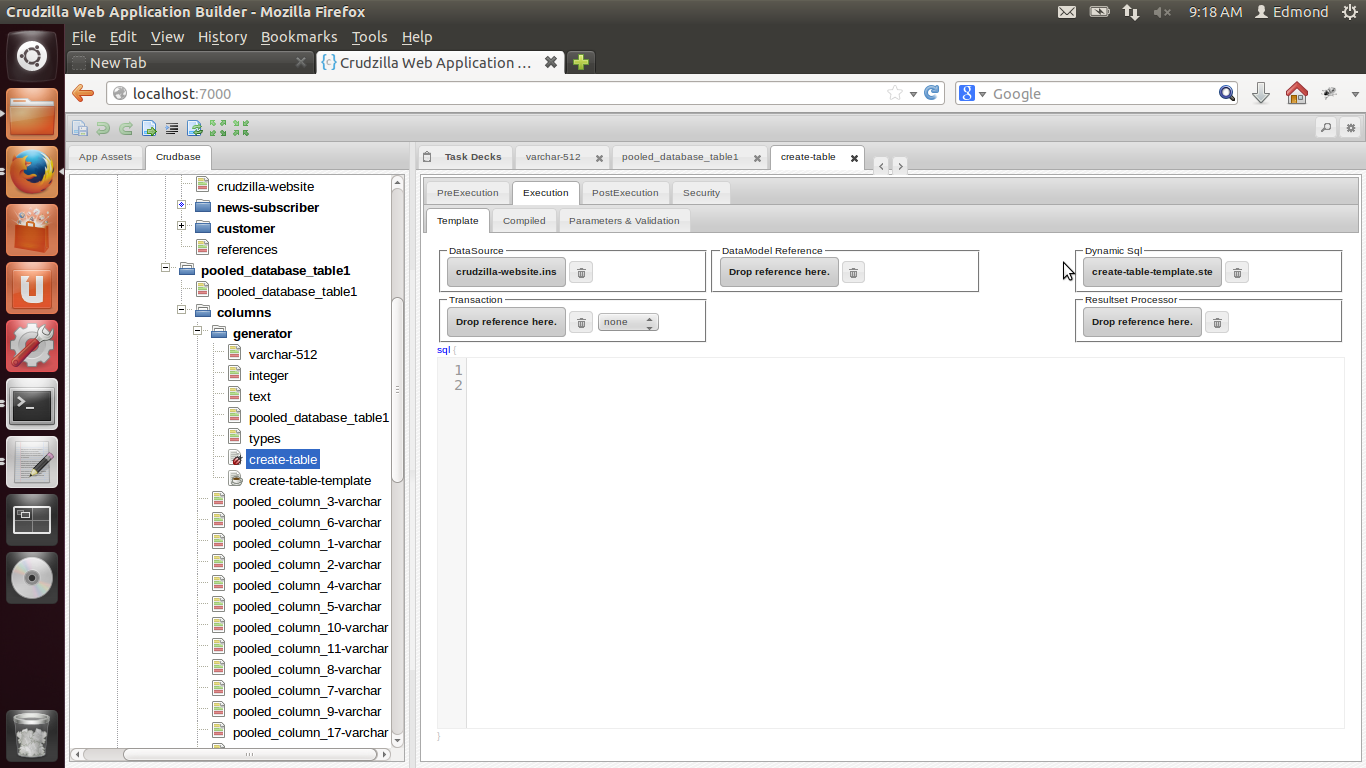 Crudzilla Web Application Builder - Mozilla Firefox
9:18 AM
Edmond
File Edit View History Bookmarks Tools Help
New Tab
{c} Crudzilla Web Application ...
localhost:7000
Google
App Assets
Crudbase
Task Decks
varchar-512
pooled_database_table1
create-table
crudzilla-website
news-subscriber
customer
references
pooled_database_table1
pooled_database_table1
columns
generator
varchar-512
integer
text
pooled_database_table1
types
create-table
create-table-template
pooled_column_3-varchar
pooled_column_6-varchar
pooled_column_1-varchar
pooled_column_2-varchar
pooled_column_4-varchar
pooled_column_5-varchar
pooled_column_10-varchar
pooled_column_11-varchar
pooled_column_8-varchar
pooled_column_7-varchar
pooled_column_9-varchar
pooled_column_17-varchar
PreExecution
Execution
PostExecution
Security
Template
Compiled
Parameters & Validation
DataSource
crudzilla-website.ins
DataModel Reference
Drop reference here.
Dynamic Sql
create-table-template.ste
Transaction
Drop reference here.
none
Resultset Processor
Drop reference here.
sql {
1
2
}